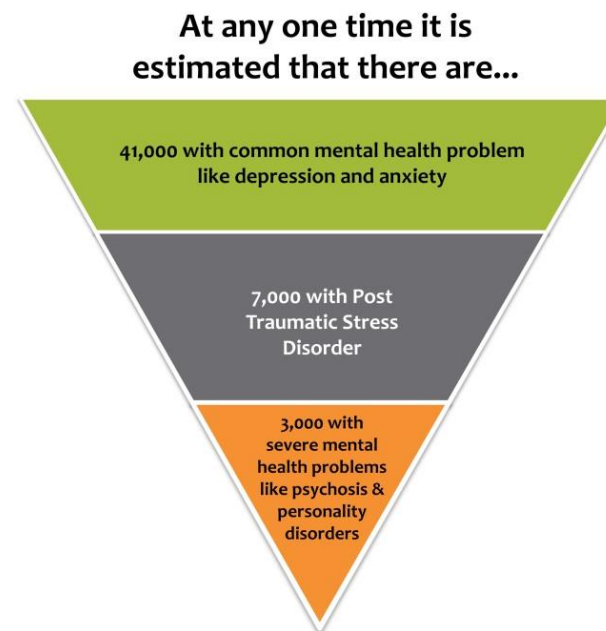 At any one time it is
estimated that there are...
41,000 with common mental health problem
like depression and anxiety
7,000 with Post
Traumatic Stress
Disorder
3,000 with
severe mental
health problems
like psychosis &
personality
disorders